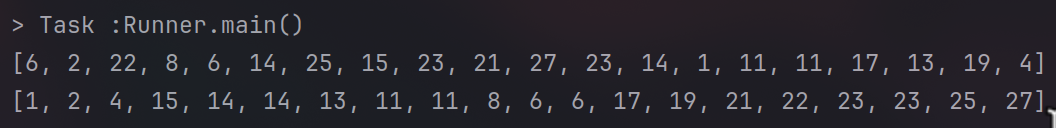 > Task :Runner.main()
[6, 2, 22, 8, 6, 14, 25, 15, 23, 21, 27, 23, 14, 1, 11, 11, 17, 13, 19, 4]
[1, 2, 4, 15, 14, 14, 13, 11, 11, 8, 6, 6, 17, 19, 21, 22, 23, 23, 25, 27]